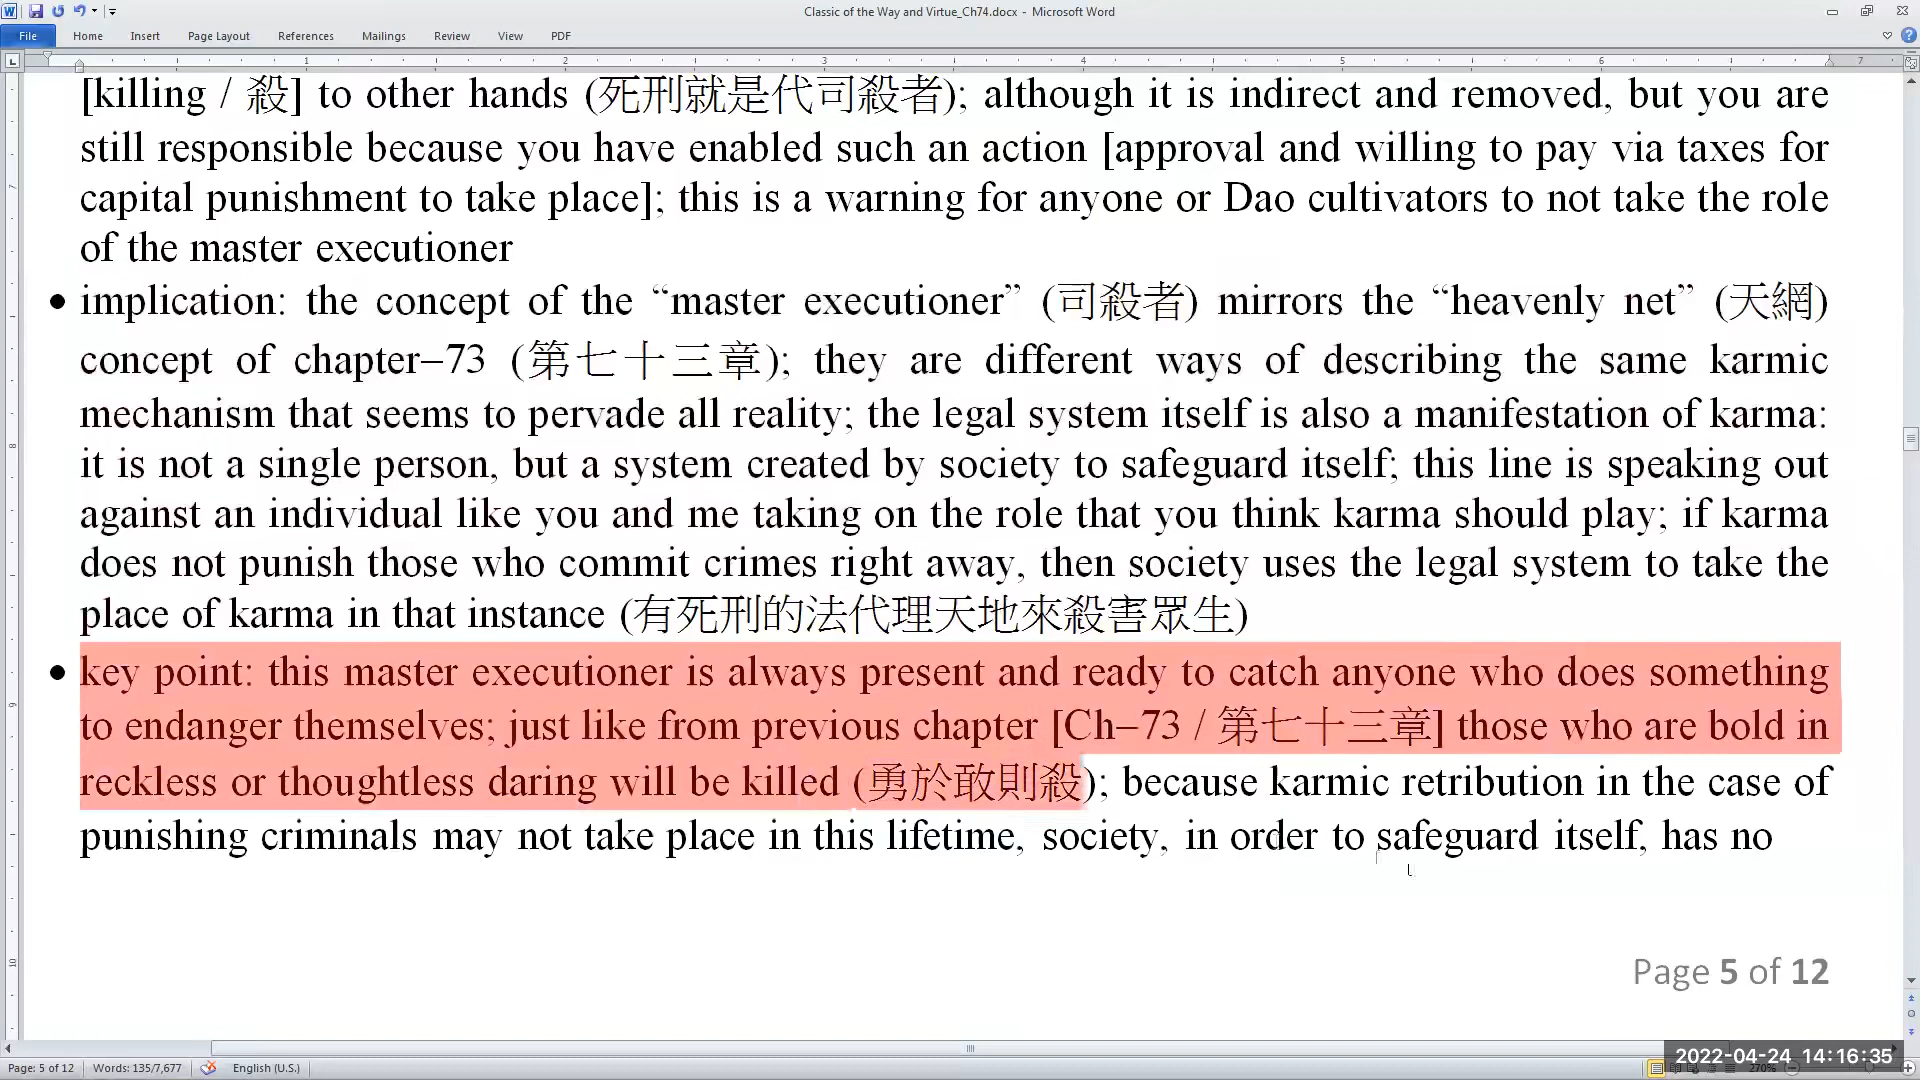 Classic of the Way and Virtue_Ch74.docx - Microsoft Word
File Home Insert Page Layout References Mailings Review View PDF
1 2 3 4 5 6 7
[killing / 殺] to other hands (死刑就是代司殺者); although it is indirect and removed, but you are
still responsible because you have enabled such an action [approval and willing to pay via taxes for
capital punishment to take place]; this is a warning for anyone or Dao cultivators to not take the role
of the master executioner
• implication: the concept of the “master executioner” (司殺者) mirrors the “heavenly net” (天網)
concept of chapter–73 (第七十三章); they are different ways of describing the same karmic
mechanism that seems to pervade all reality; the legal system itself is also a manifestation of karma:
it is not a single person, but a system created by society to safeguard itself; this line is speaking out
against an individual like you and me taking on the role that you think karma should play; if karma
does not punish those who commit crimes right away, then society uses the legal system to take the
place of karma in that instance (有死刑的法代理天地來殺害眾生)
• key point: this master executioner is always present and ready to catch anyone who does something
to endanger themselves; just like from previous chapter [Ch–73 / 第七十三章] those who are bold in
reckless or thoughtless daring will be killed (勇於敢則殺); because karmic retribution in the case of
punishing criminals may not take place in this lifetime, society, in order to safeguard itself, has no
Page 5 of 12
Page: 5 of 12 Words: 135/7,677 English (U.S.) 270%
2022-04-24 14:16:35